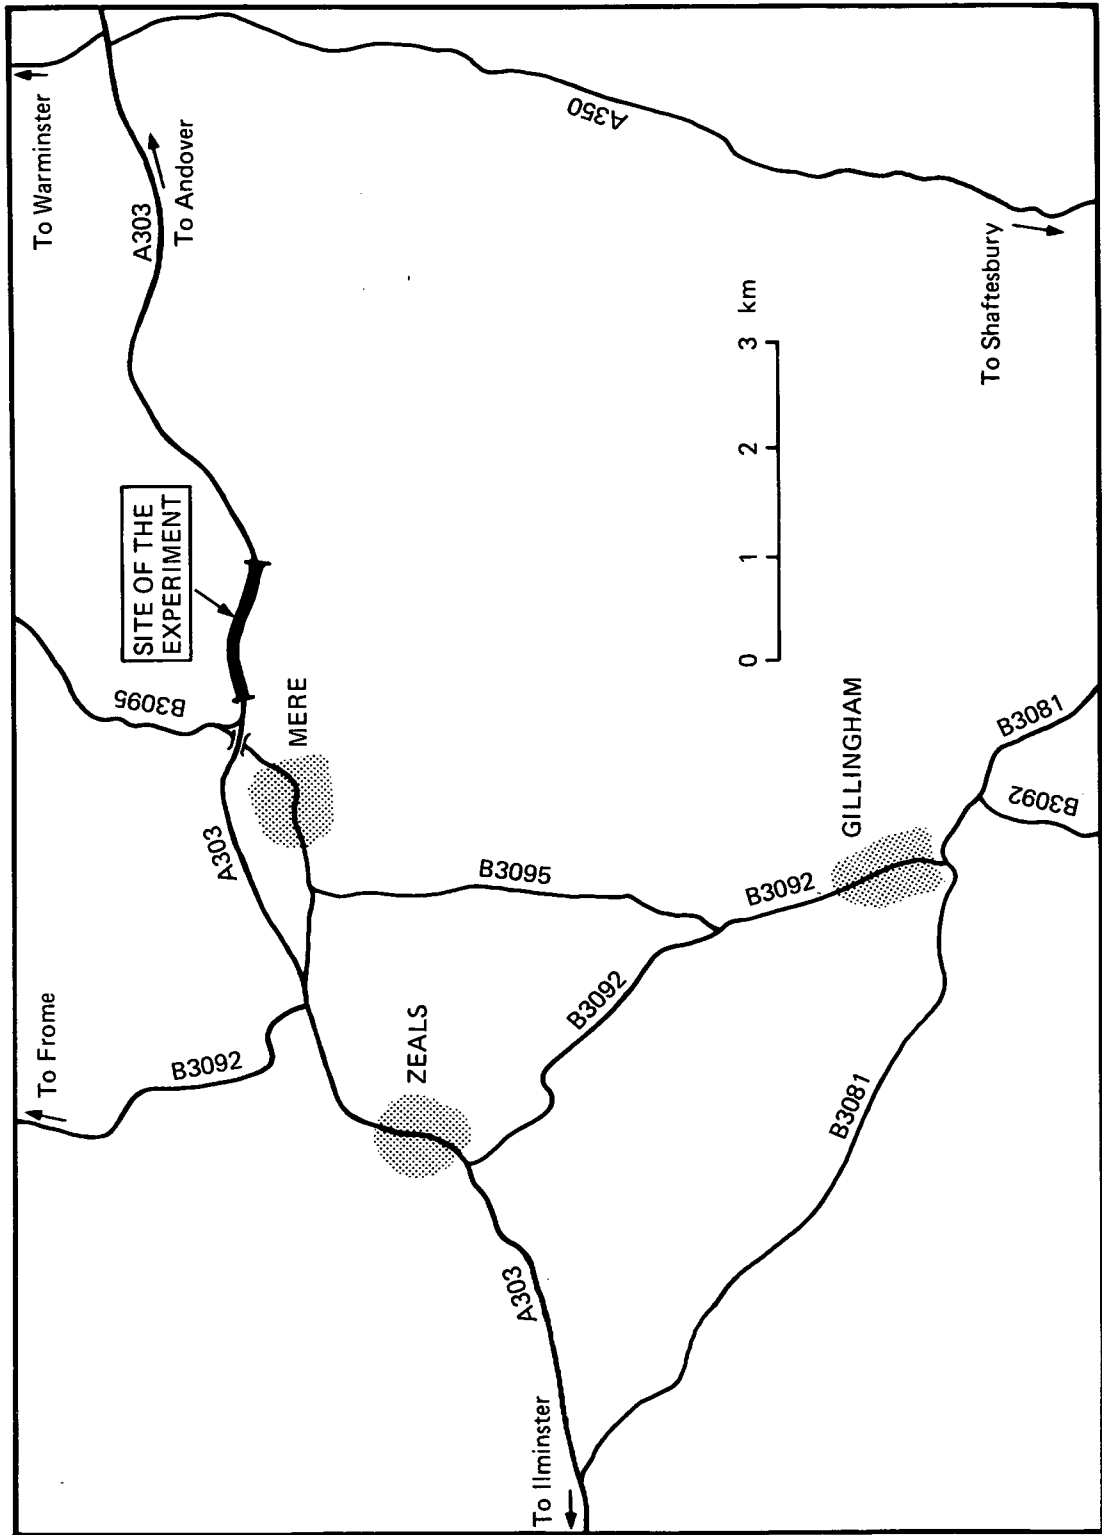 To Warminster
A303
To Andover
A350
To Shaftesbury
SITE OF THE
EXPERIMENT
0 1 2 3 km
B3095
MERE
A303
B3095
GILLINGHAM
B3092
B3081
B3092
To Frome
B3092
ZEALS
B3092
B3081
A303
To Ilminster